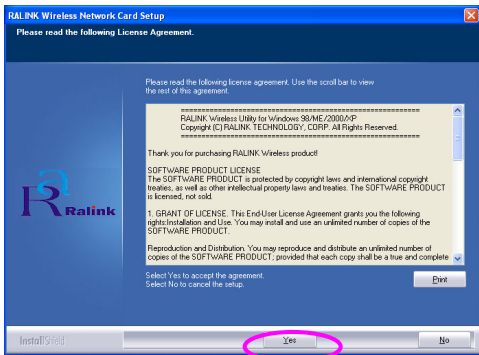 RALINK Wireless Network Card Setup
Please read the following License Agreement.
Please read the following license agreement. Use the scroll bar to view
the rest of this agreement.
============================================================
RALINK Wireless Utility for Windows 98/ME/2000/XP
Copyright (C) RALINK TECHNOLOGY, CORP. All Rights Reserved.
============================================================
Thank you for purchasing RALINK Wireless product!
SOFTWARE PRODUCT LICENSE
The SOFTWARE PRODUCT is protected by copyright laws and international copyright
treaties, as well as other intellectual property laws and treaties. The SOFTWARE PRODUCT
is licensed, not sold.
1. GRANT OF LICENSE. This End-User License Agreement grants you the following
rights:Installation and Use. You may install and use an unlimited number of copies of the
SOFTWARE PRODUCT.
Reproduction and Distribution. You may reproduce and distribute an unlimited number of
copies of the SOFTWARE PRODUCT; provided that each copy shall be a true and complete
Ralink
Select Yes to accept the agreement.
Select No to cancel the setup.
Print
InstallShield
Yes
No